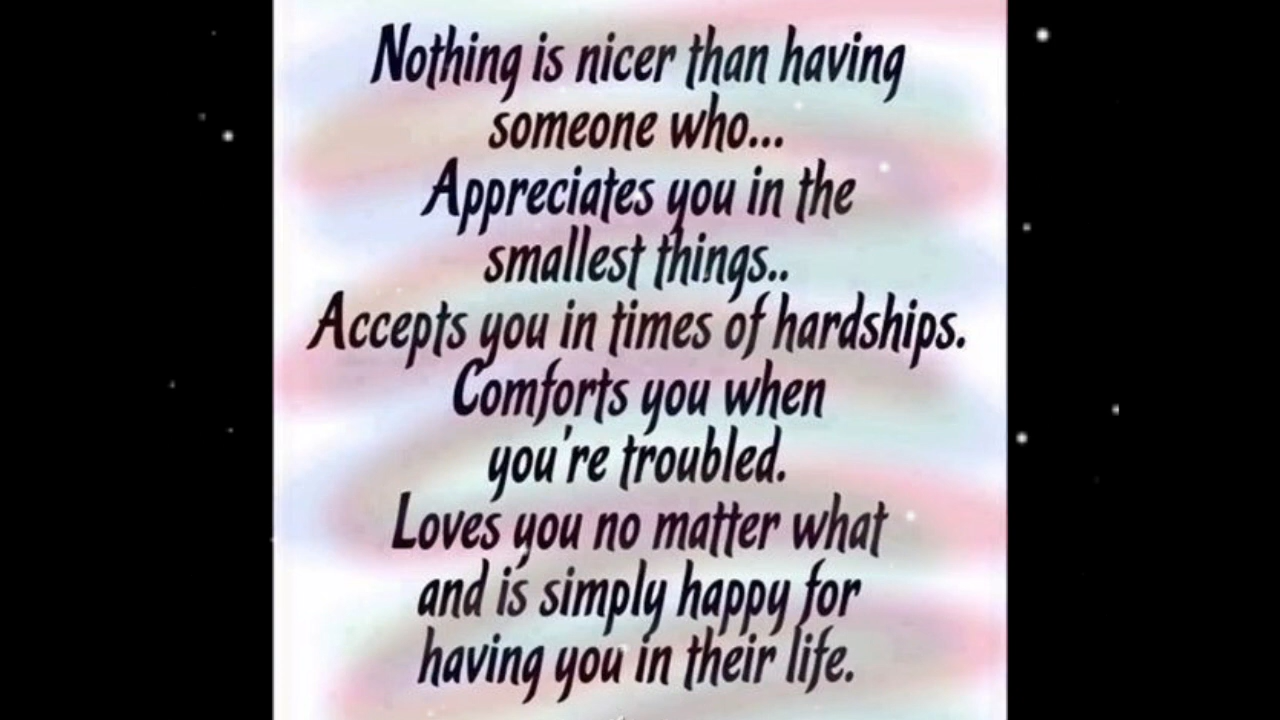 Nothing is nicer than having
someone who...
Appreciates you in the
smallest things..
Accepts you in times of hardships.
Comforts you when
you're troubled.
Loves you no matter what
and is simply happy for
having you in their life.